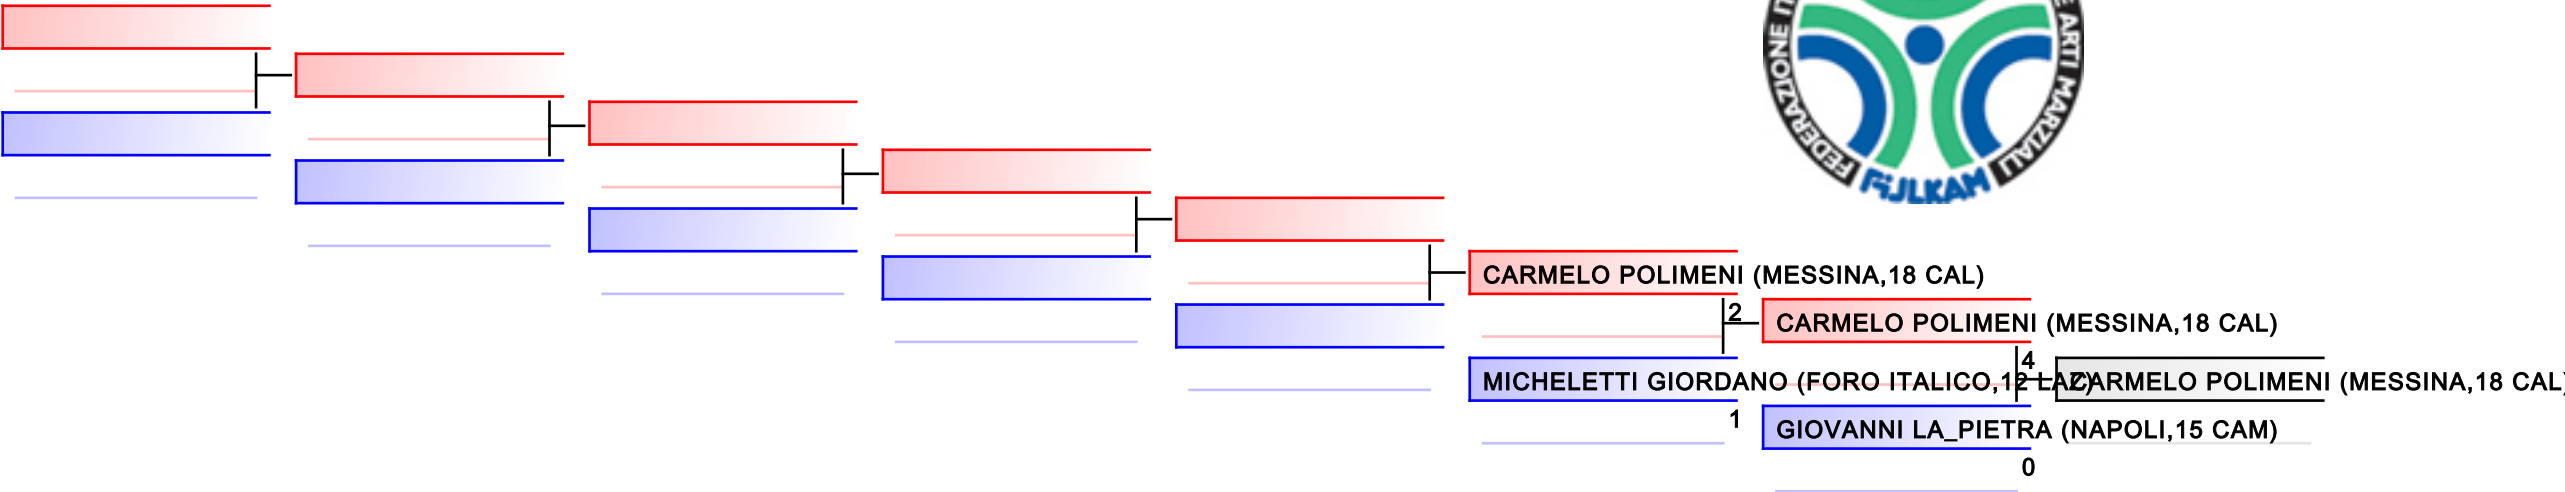 FEDERAZIONE
E ARTI MARZIALI
FIJLKAM
CARMELO POLIMENI (MESSINA,18 CAL)
2
CARMELO POLIMENI (MESSINA,18 CAL)
4
MICHELETTI GIORDANO (FORO ITALICO,12 LAZ)
CARMELO POLIMENI (MESSINA,18 CAL)
1
GIOVANNI LA_PIETRA (NAPOLI,15 CAM)
0